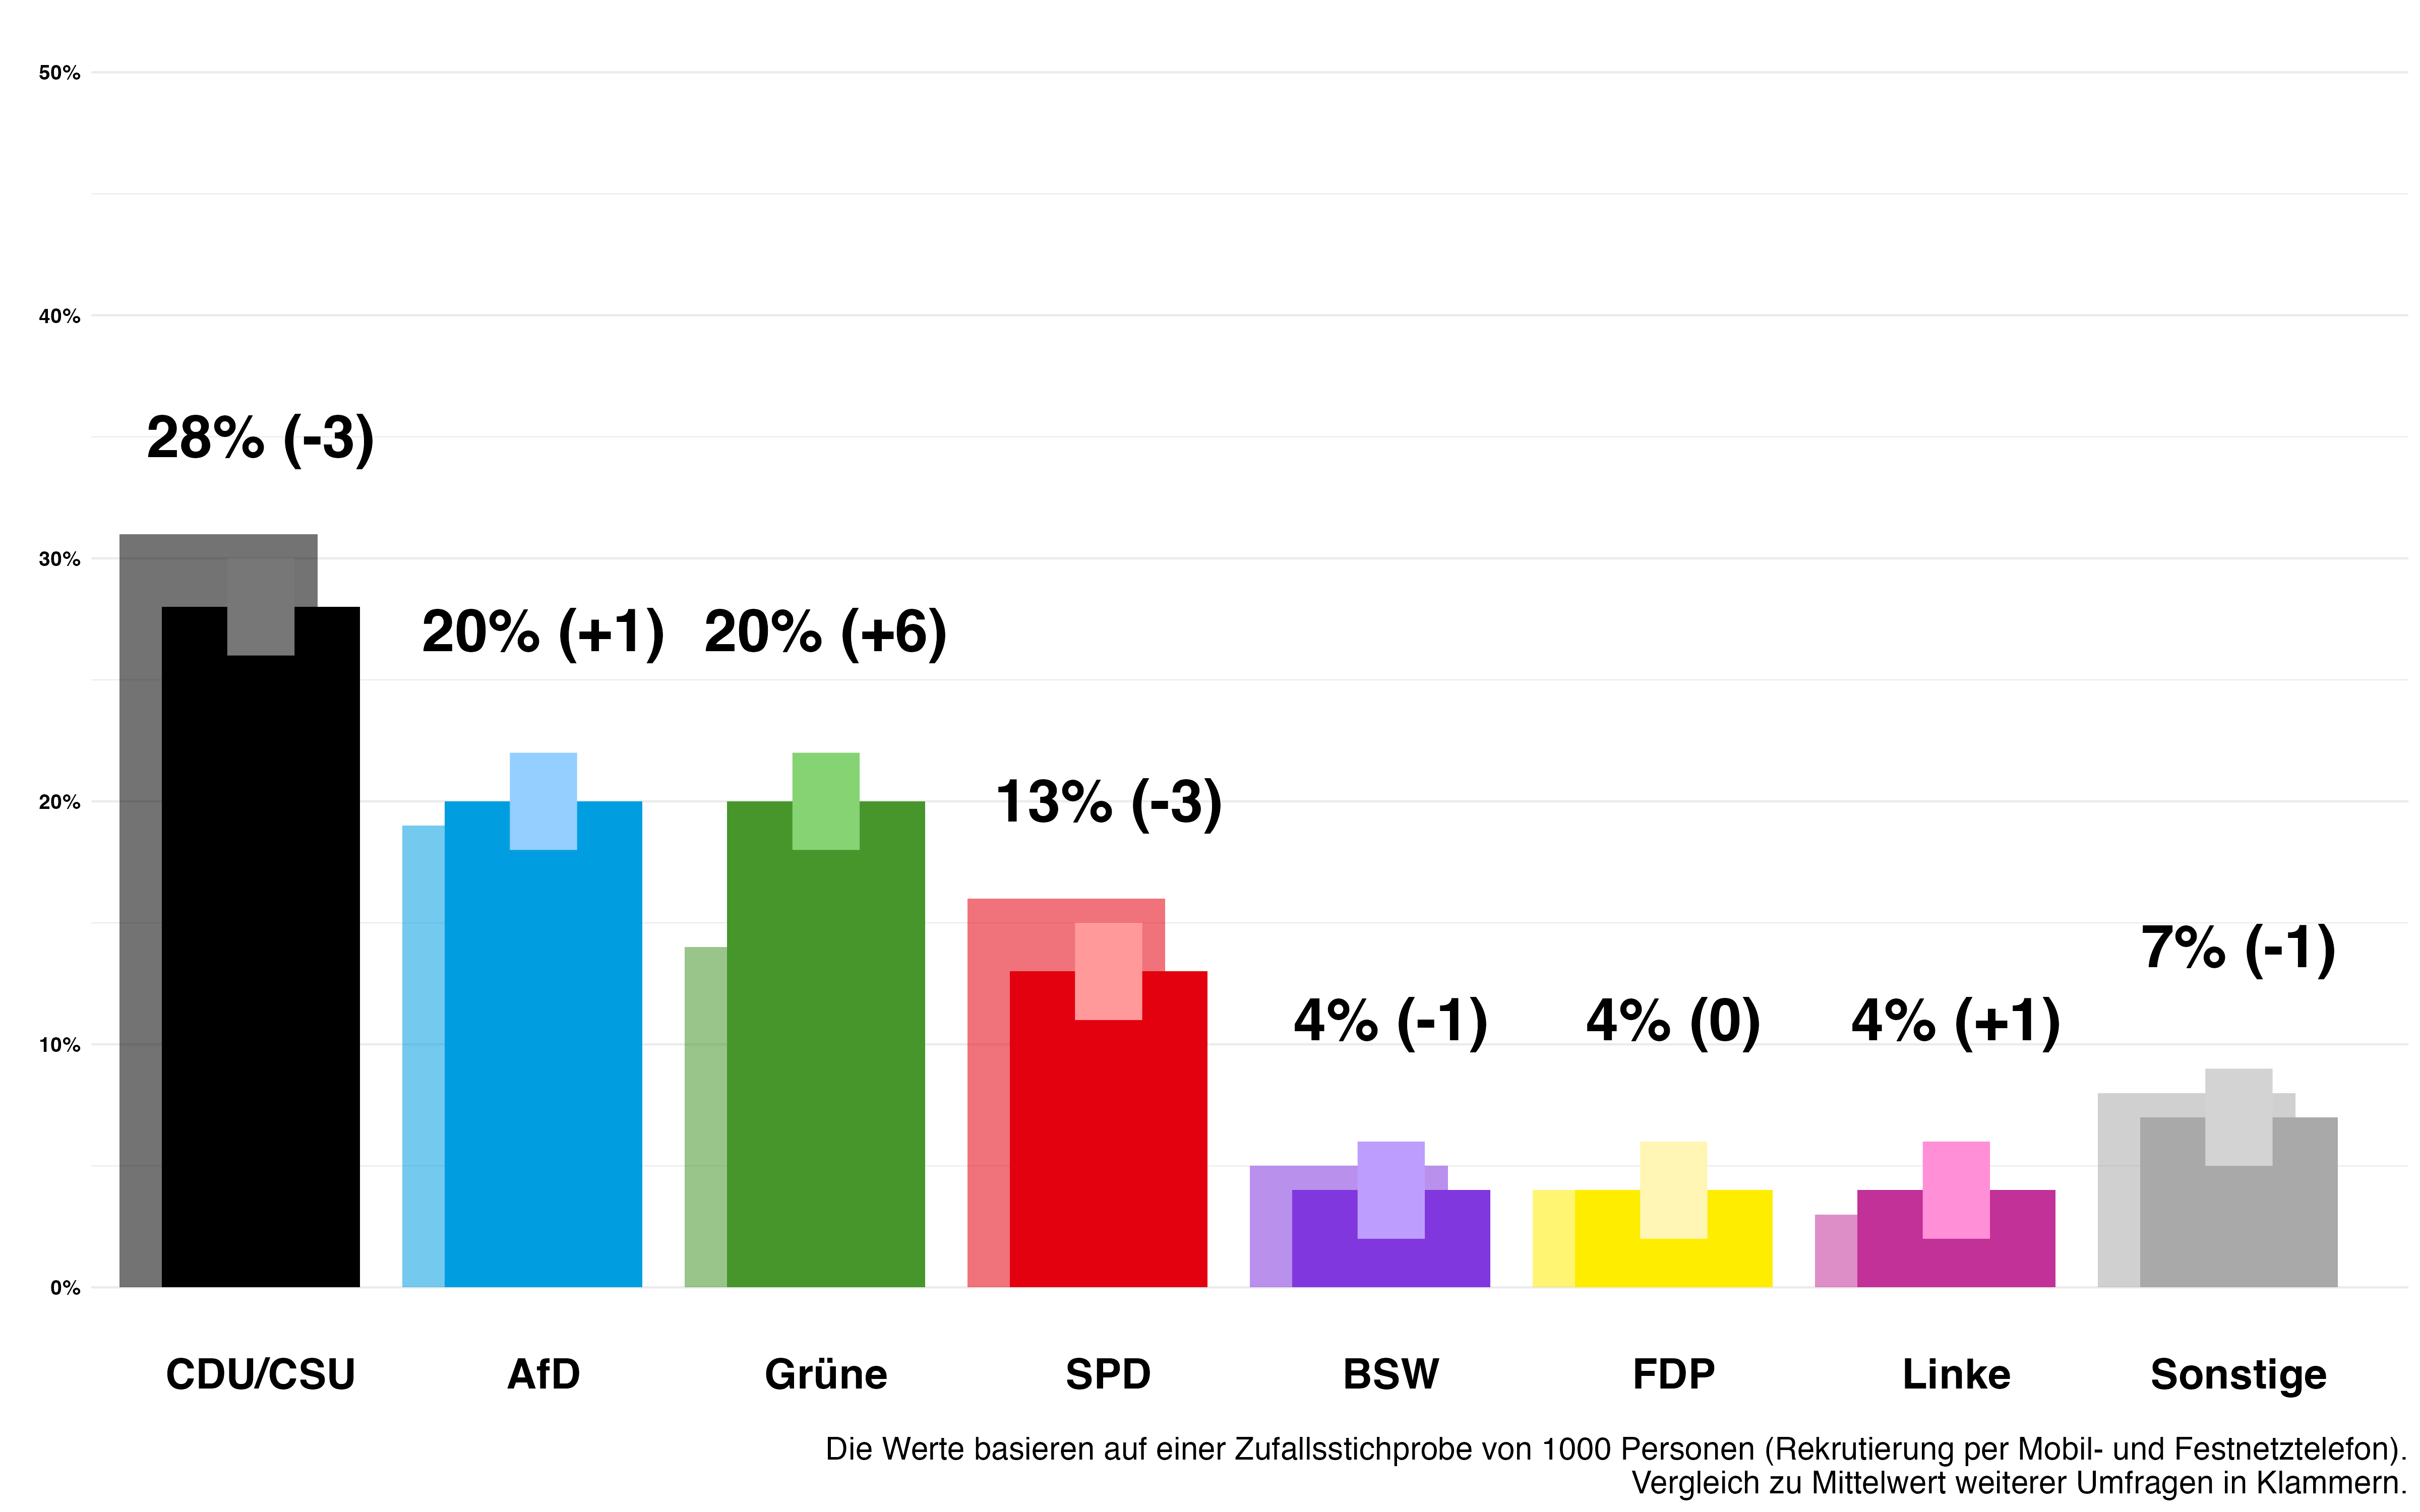 50%
40%
30%
20%
10%
0%
28% (-3)
20% (+1)
20% (+6)
13% (-3)
4% (-1)
4% (0)
4% (+1)
7% (-1)
CDU/CSU
AfD
Grüne
SPD
BSW
FDP
Linke
Sonstige
Die Werte basieren auf einer Zufallsstichprobe von 1000 Personen (Rekrutierung per Mobil- und Festnetztelefon).
Vergleich zu Mittelwert weiterer Umfragen in Klammern.